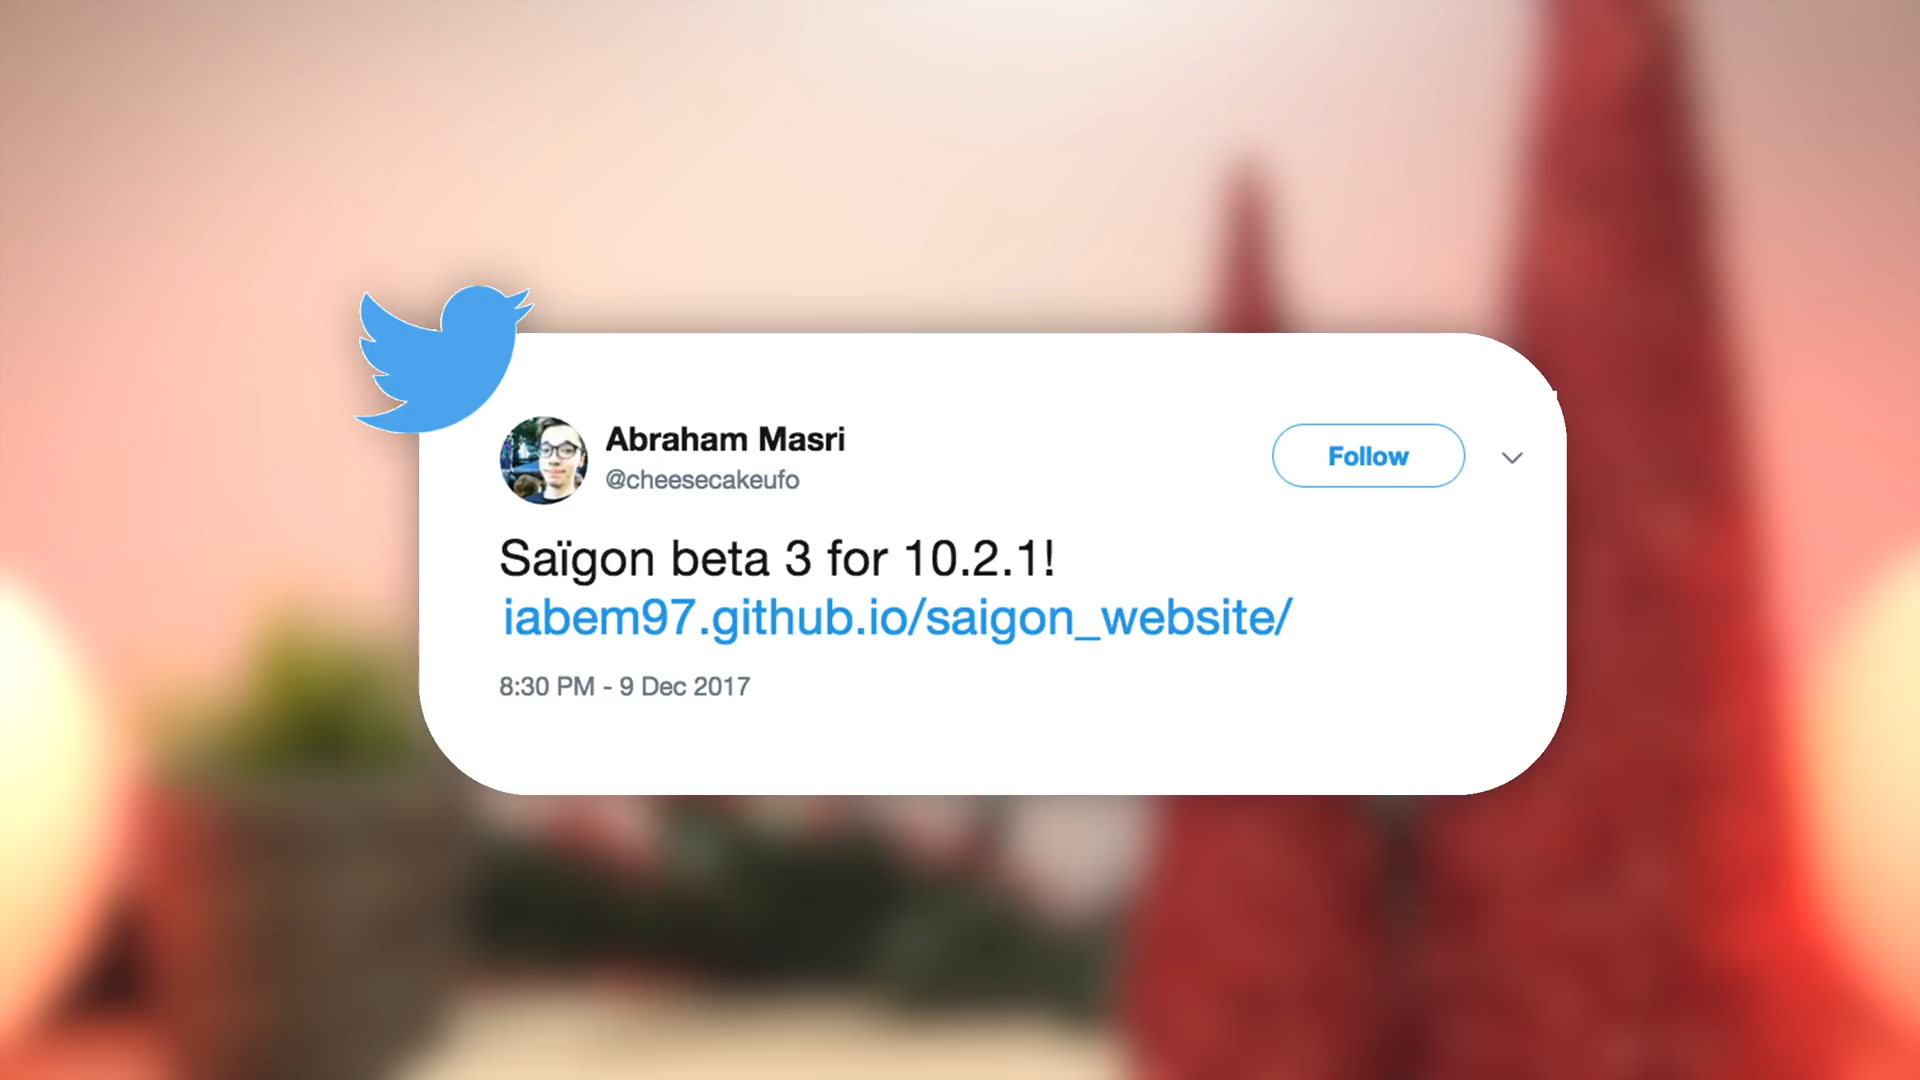 Abraham Masri
@cheesecakeufo
Follow
Saïgon beta 3 for 10.2.1!
iabem97.github.io/saigon_website/
8:30 PM - 9 Dec 2017